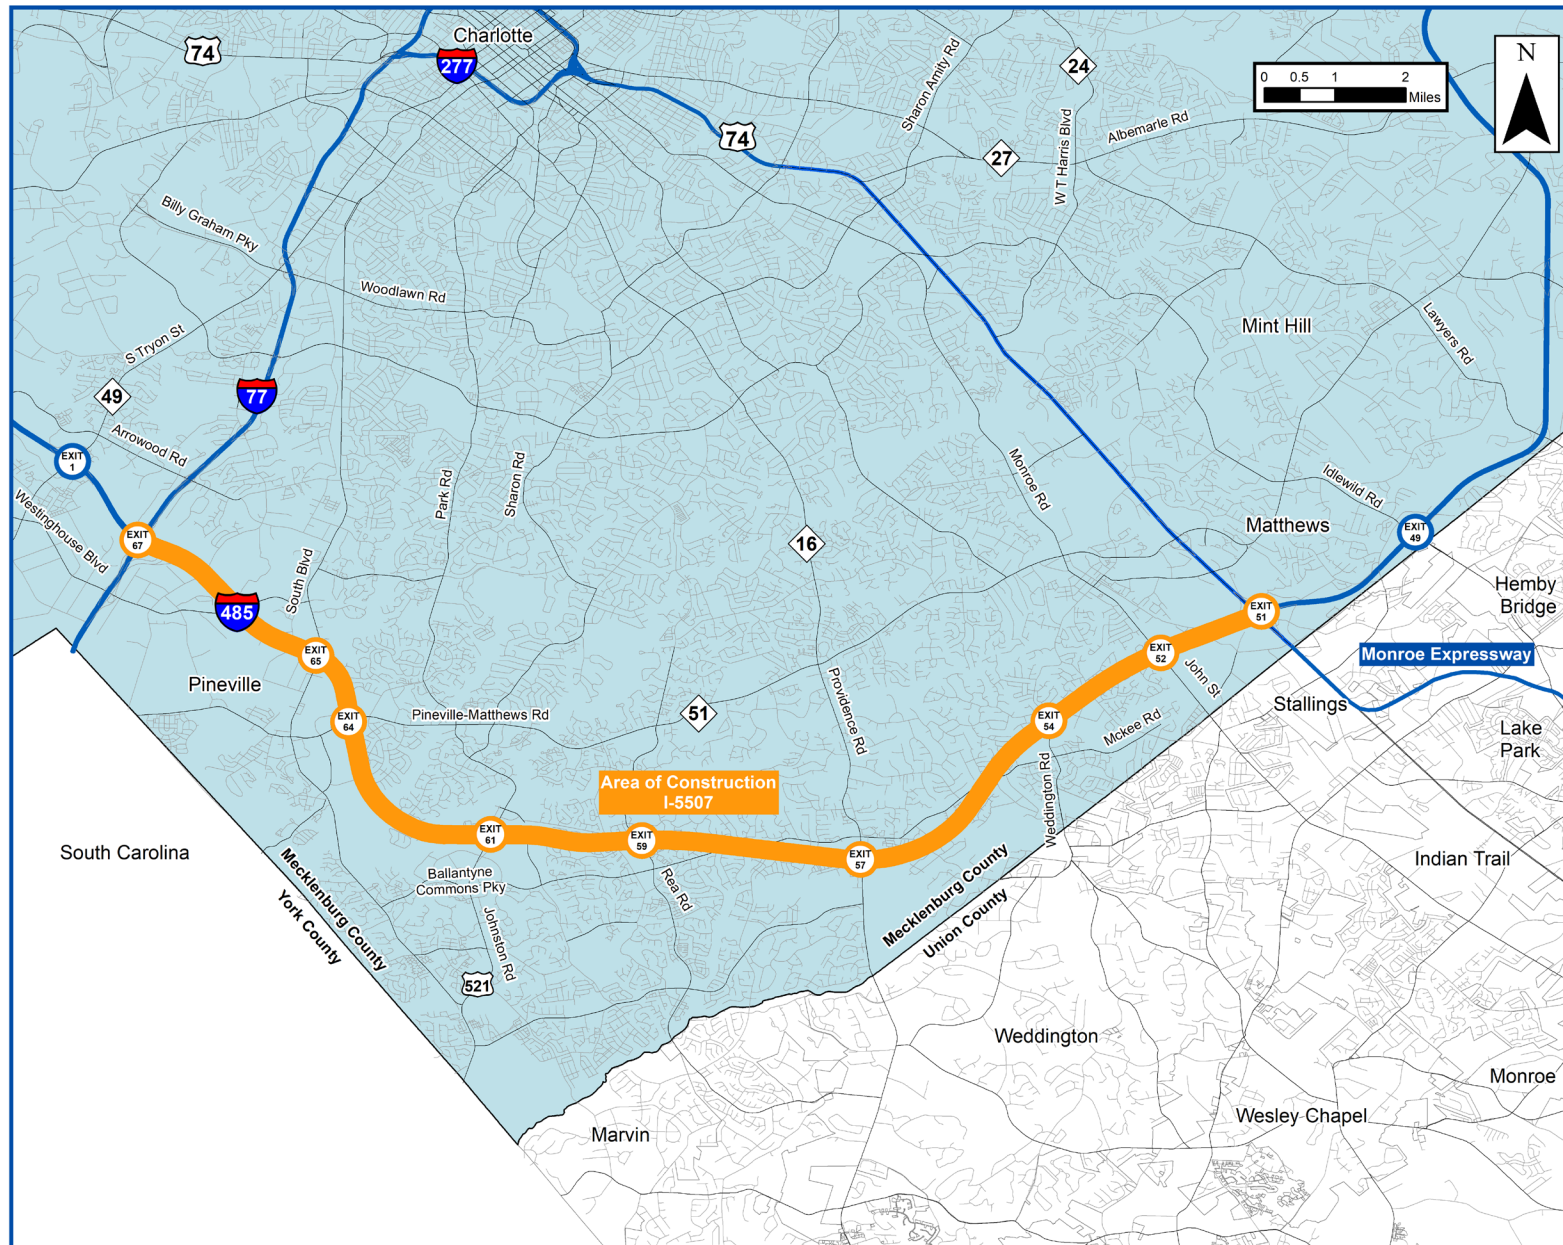 Charlotte
74
277
24
0 0.5 1 2
Miles
N
Sharon Amity Rd
74
27
W T Harris Blvd
Albemarle Rd
Billy Graham Pky
Woodlawn Rd
Mint Hill
Lawyers Rd
S Tryon St
49
77
Arrowood Rd
EXIT
1
Westinghouse Blvd
Park Rd
Sharon Rd
Monroe Rd
Idlewild Rd
Matthews
EXIT
49
EXIT
67
16
South Blvd
485
Hemby
Bridge
EXIT
51
EXIT
65
EXIT
52
Monroe Expressway
John St
Pineville
Stallings
Providence Rd
EXIT
64
Pineville-Matthews Rd
51
EXIT
54
Mckee Rd
Lake
Park
Weddington Rd
Area of Construction
I-5507
EXIT
61
EXIT
59
EXIT
57
South Carolina
Indian Trail
Ballantyne
Commons Pky
Rea Rd
Mecklenburg County
York County
Mecklenburg County
Union County
Johnston Rd
521
Weddington
Monroe
Wesley Chapel
Marvin